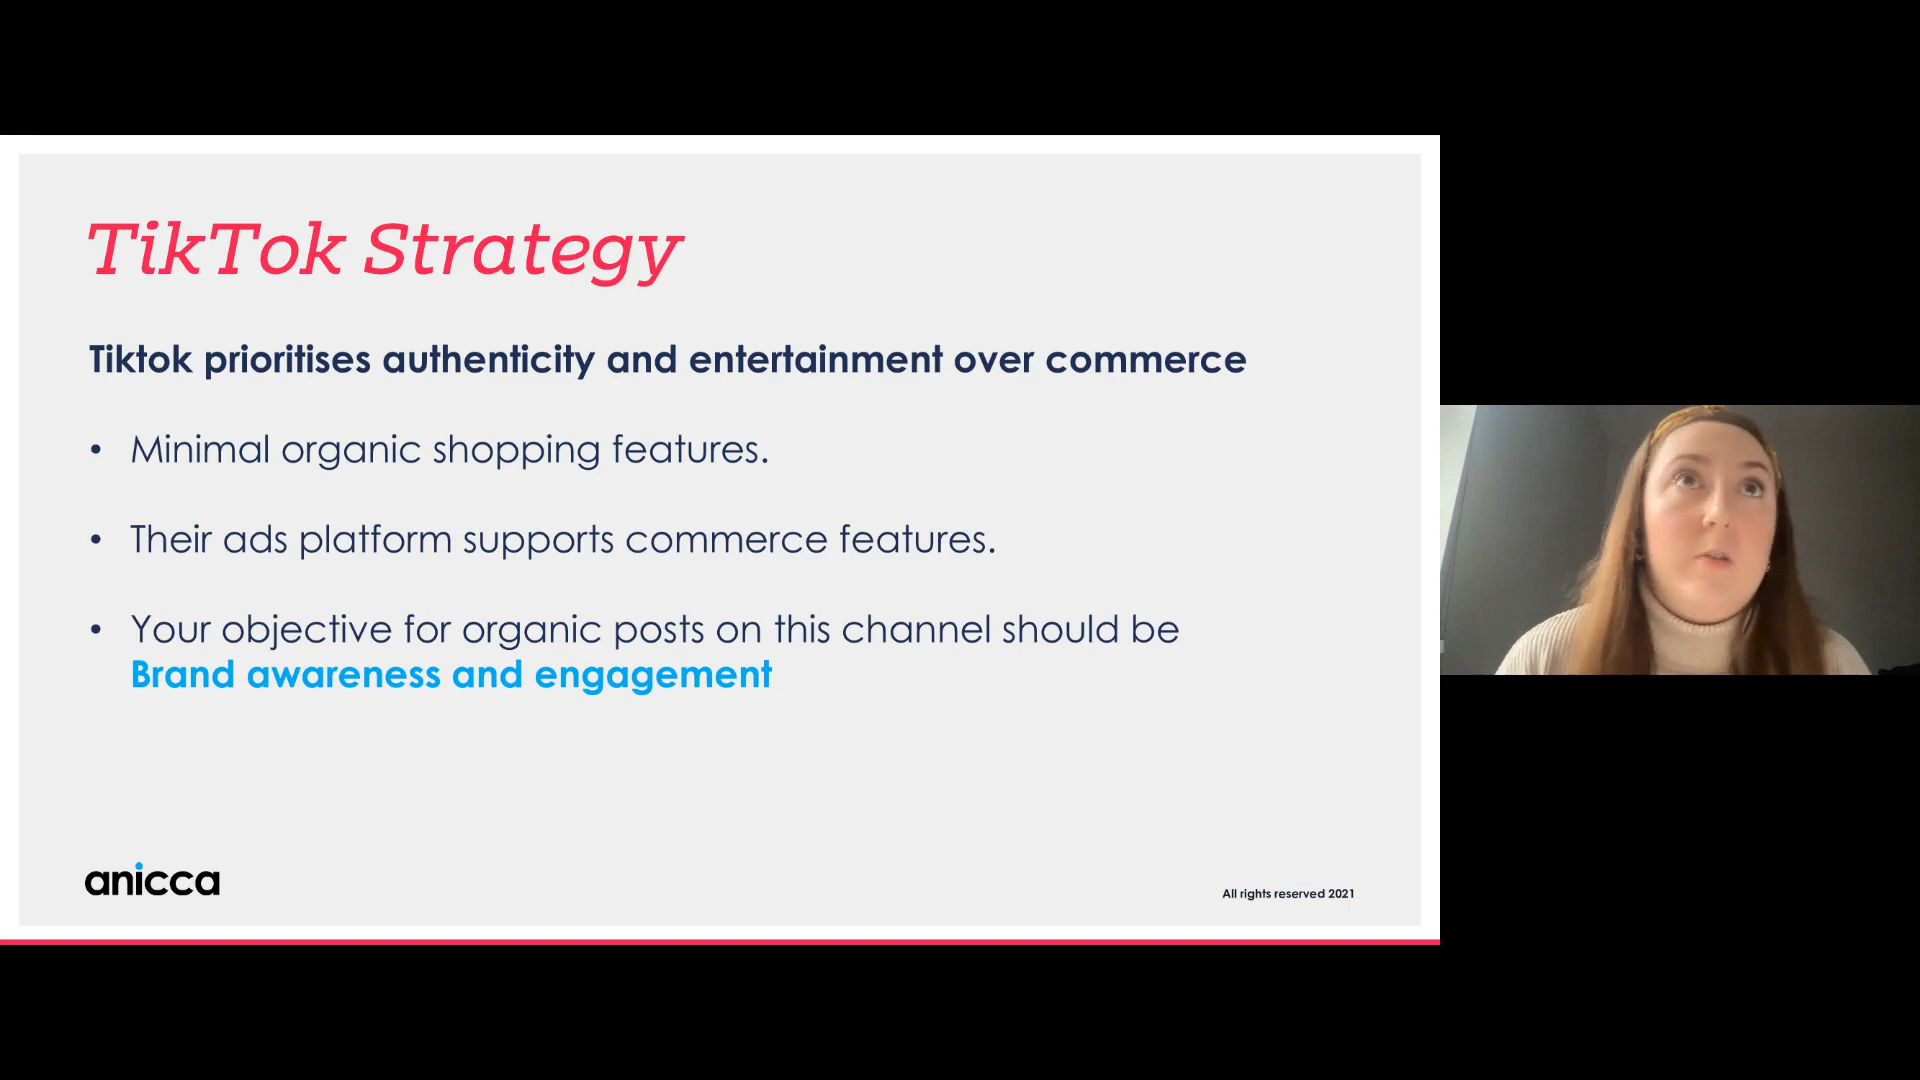 TikTok Strategy
Tiktok prioritises authenticity and entertainment over commerce
• Minimal organic shopping features.
• Their ads platform supports commerce features.
• Your objective for organic posts on this channel should be
Brand awareness and engagement
anicca
All rights reserved 2021